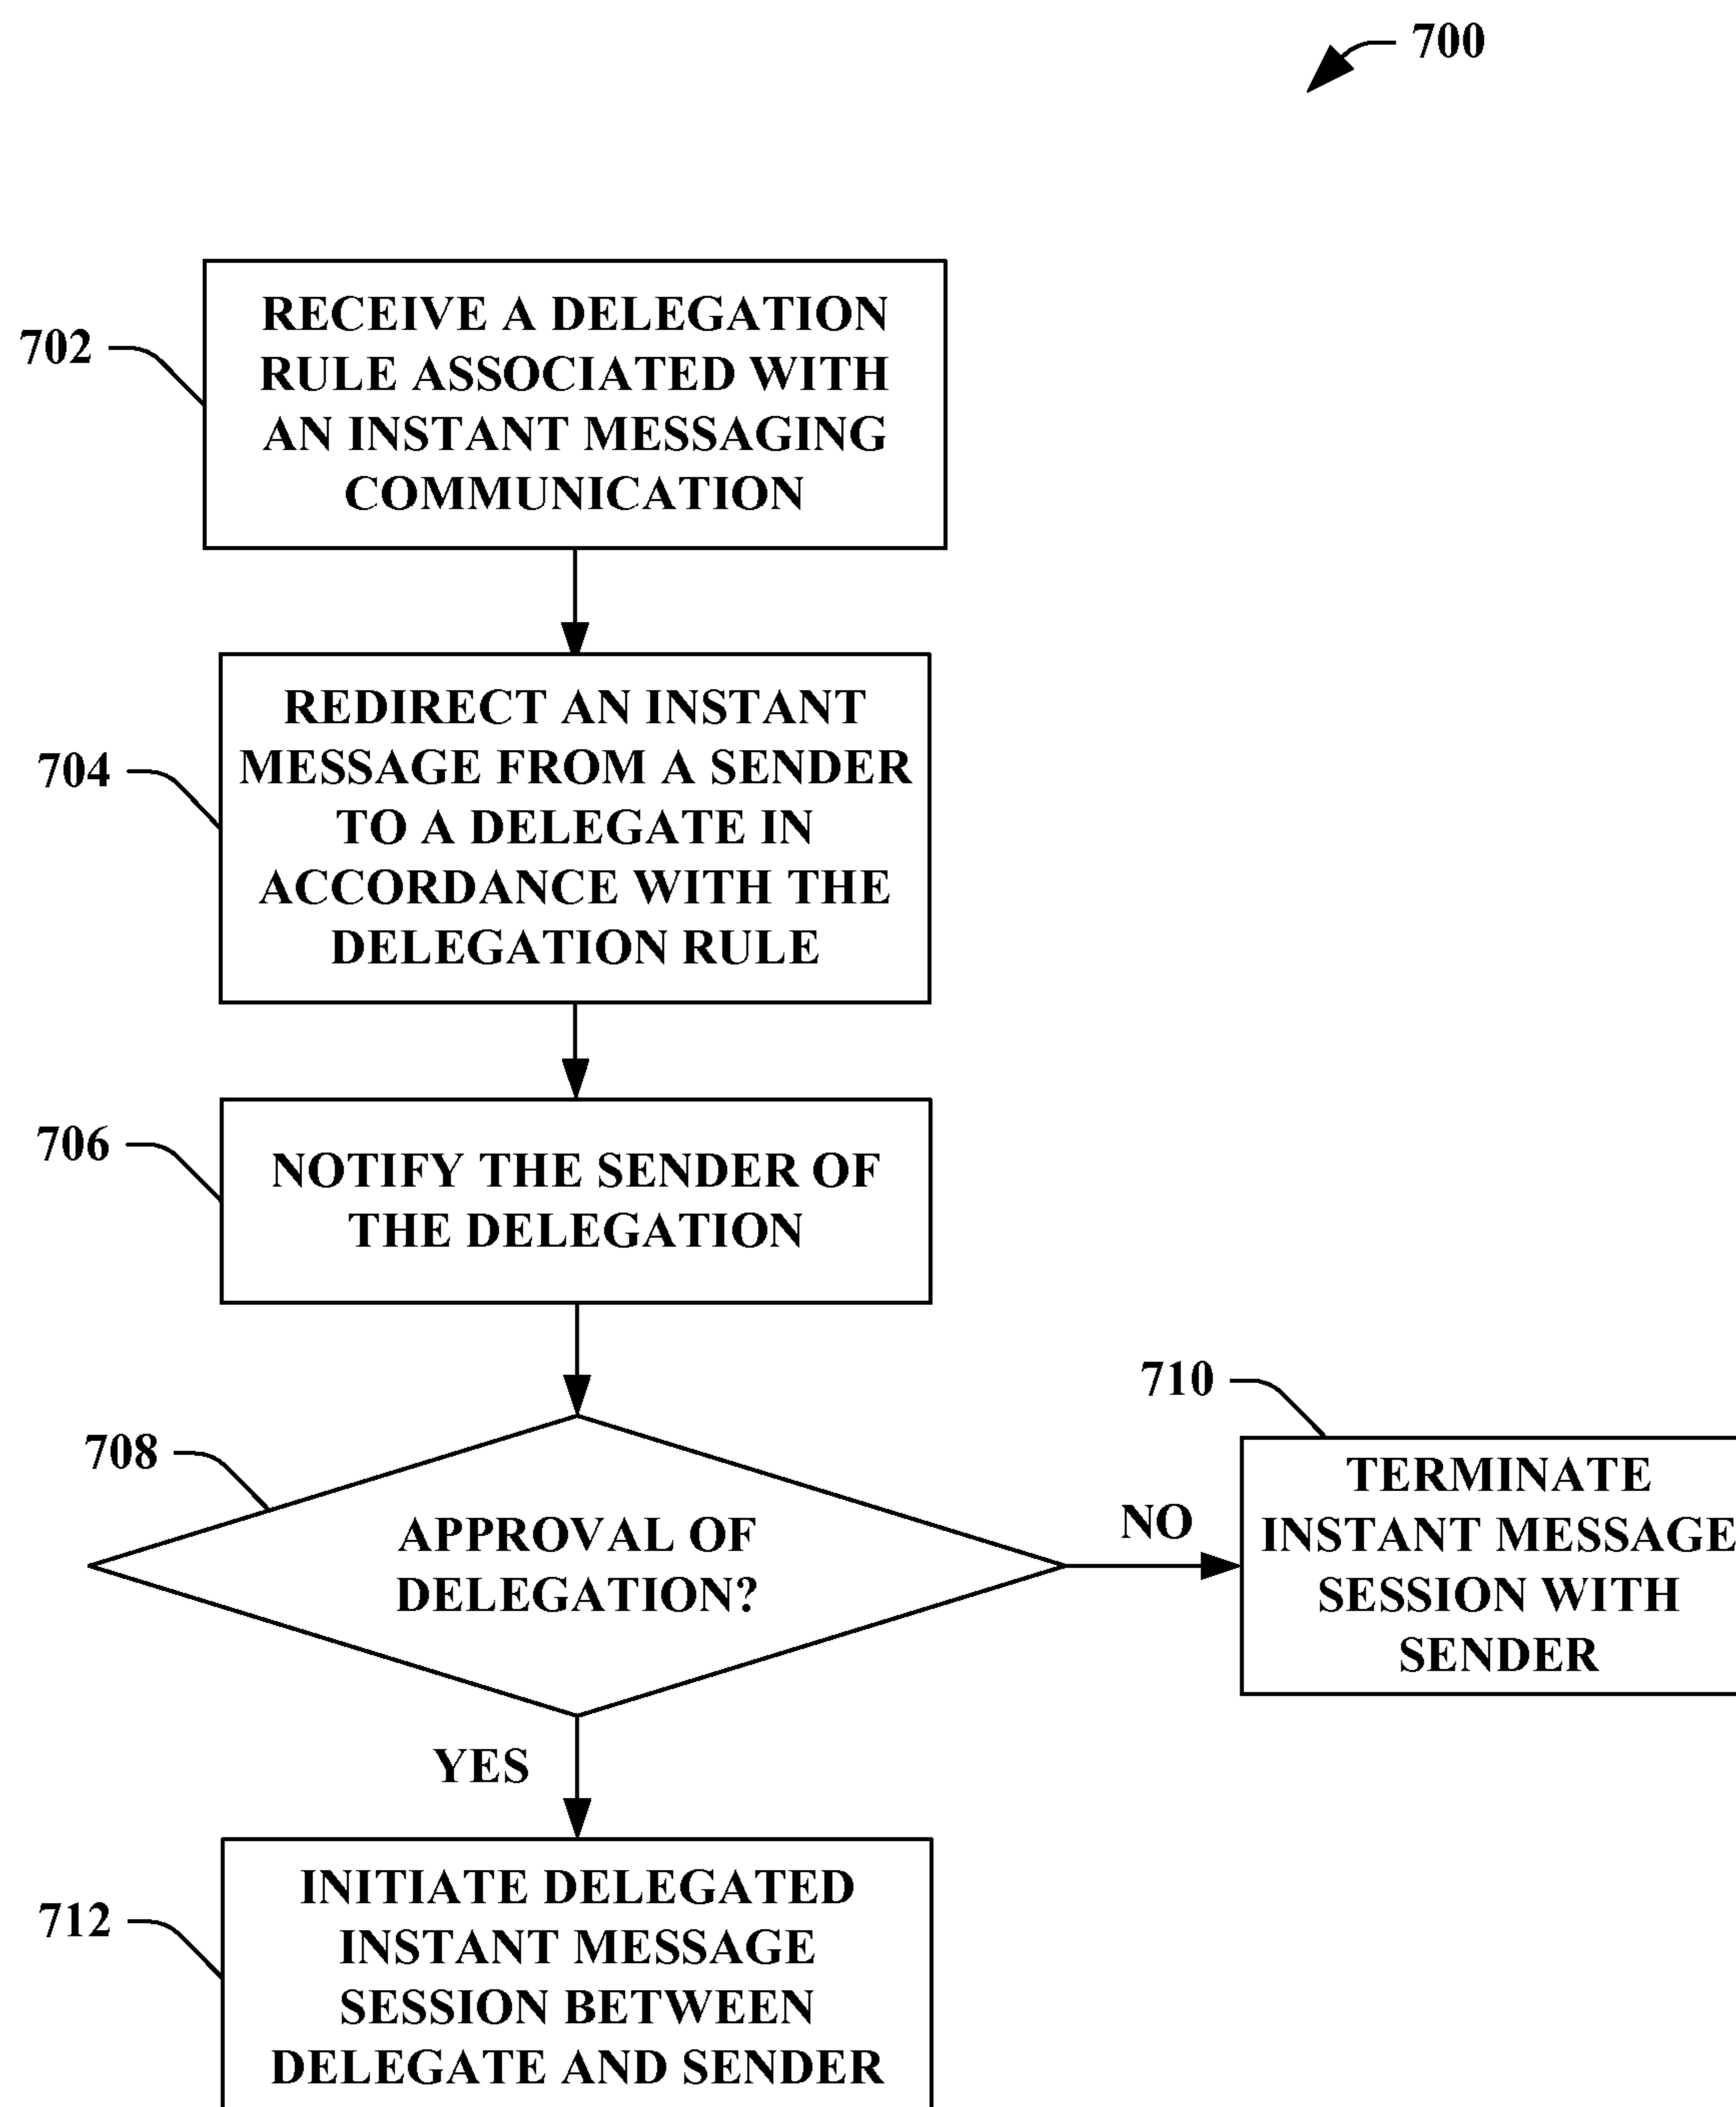 700
702
RECEIVE A DELEGATION
RULE ASSOCIATED WITH
AN INSTANT MESSAGING
COMMUNICATION
704
REDIRECT AN INSTANT
MESSAGE FROM A SENDER
TO A DELEGATE IN
ACCORDANCE WITH THE
DELEGATION RULE
706
NOTIFY THE SENDER OF
THE DELEGATION
708
APPROVAL OF
DELEGATION?
NO
710
TERMINATE
INSTANT MESSAGE
SESSION WITH
SENDER
YES
712
INITIATE DELEGATED
INSTANT MESSAGE
SESSION BETWEEN
DELEGATE AND SENDER